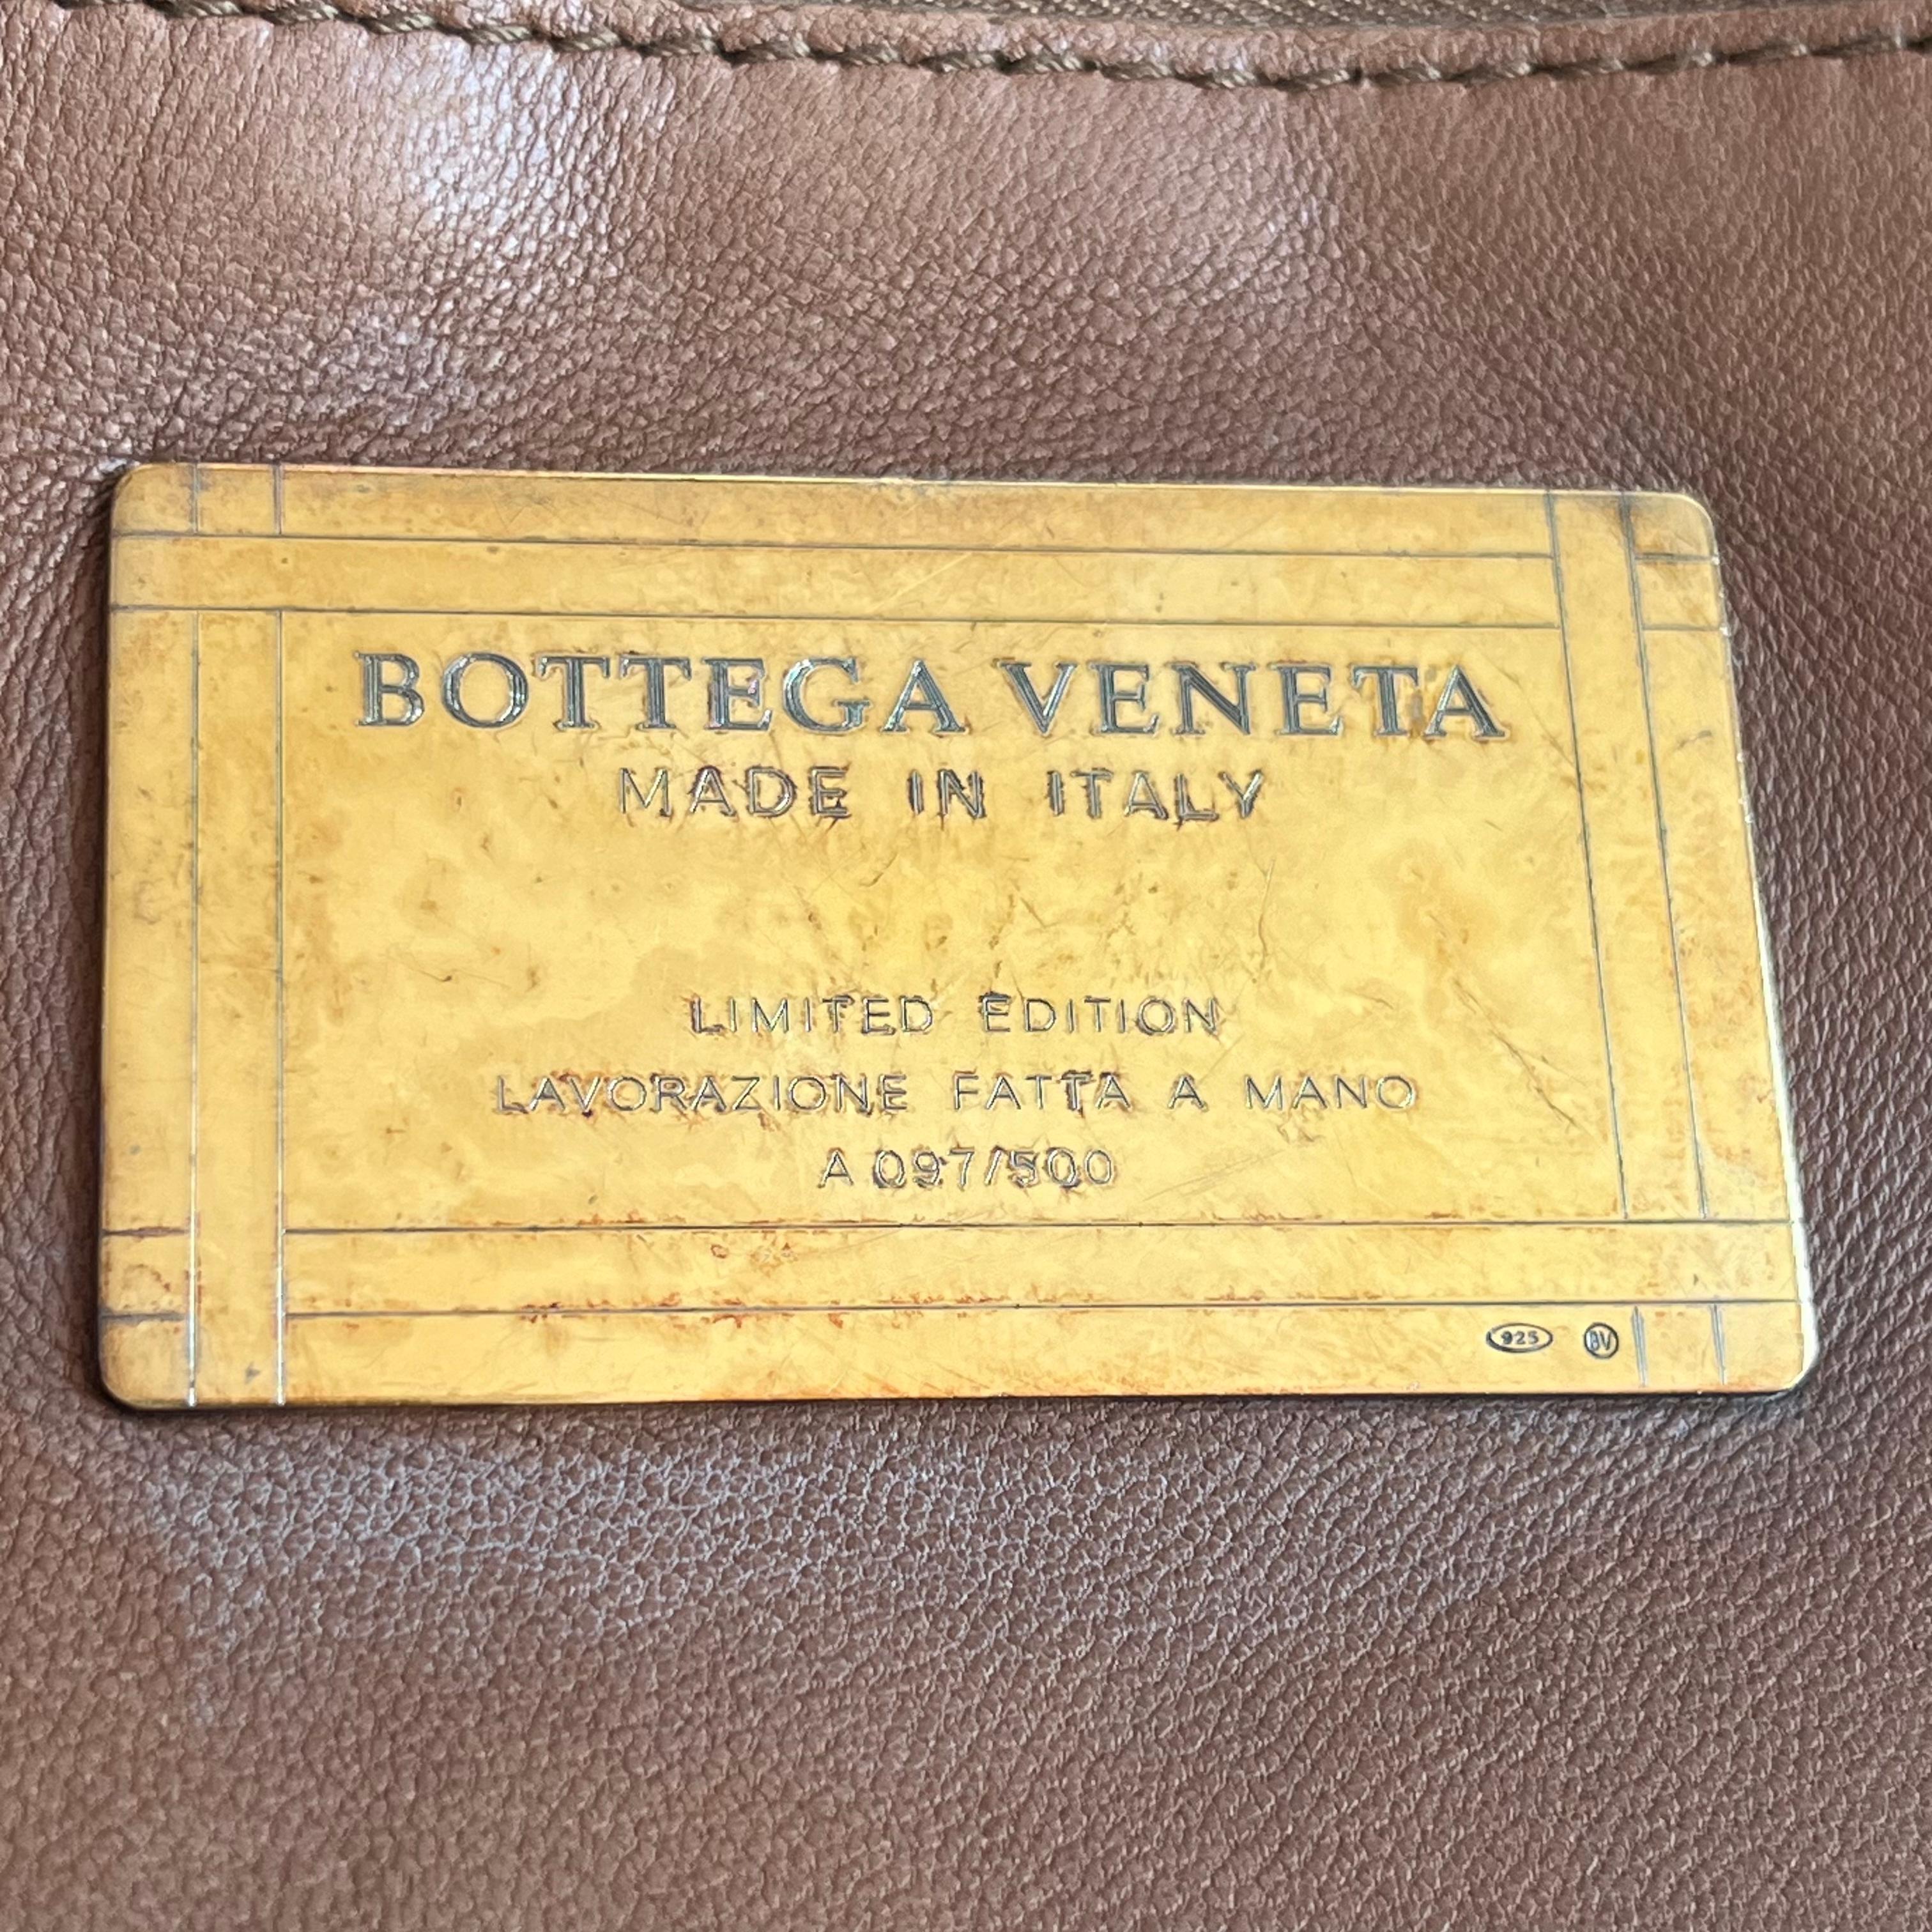 BOTTEGA VENETA
MADE IN ITALY
LIMITED EDITION
LAVORAZIONE FATTA A MANO
A 097/500
925 BV